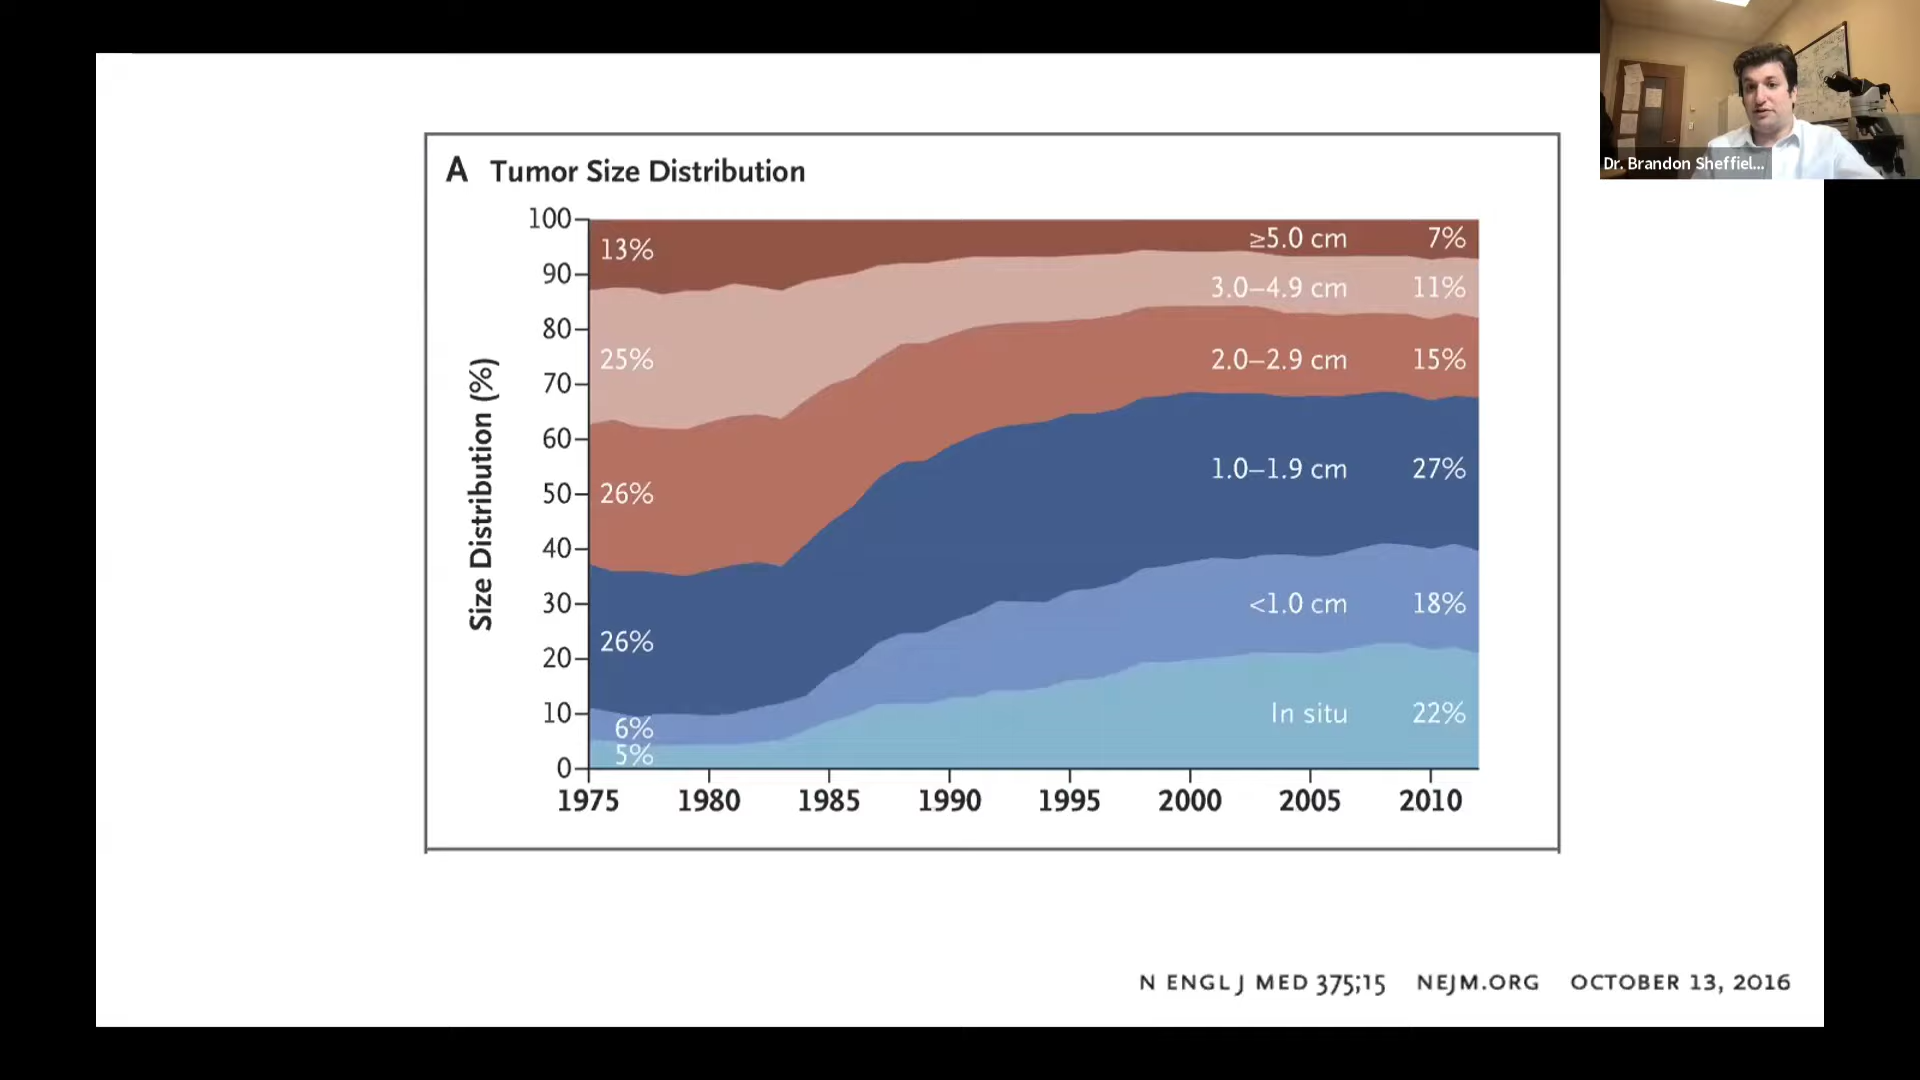 Dr. Brandon Sheffiel...
A Tumor Size Distribution
Size Distribution (%)
100
90
80
70
60
50
40
30
20
10
0
13%
25%
26%
26%
6%
5%
≥5.0 cm 7%
3.0–4.9 cm 11%
2.0–2.9 cm 15%
1.0–1.9 cm 27%
<1.0 cm 18%
In situ 22%
1975 1980 1985 1990 1995 2000 2005 2010
N ENGL J MED 375;15 NEJM.ORG OCTOBER 13, 2016